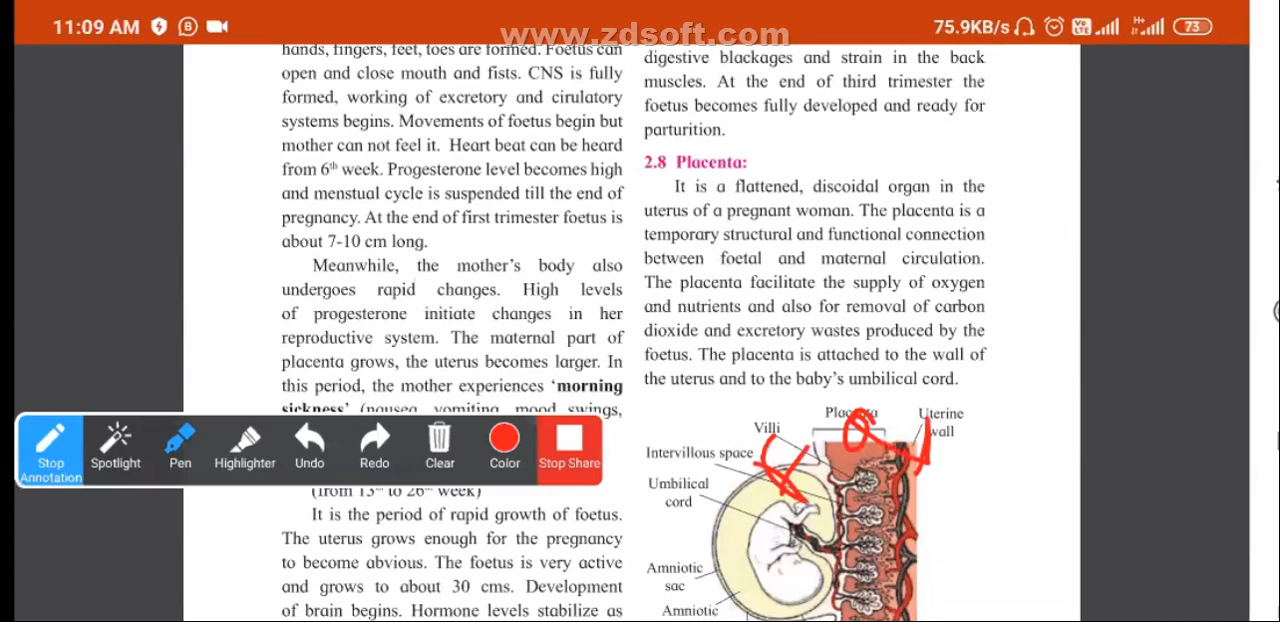 11:09 AM
www.zdsoft.com
75.9KB/s
73
hands, fingers, feet, toes are formed. Foetus can
open and close mouth and fists. CNS is fully
formed, working of excretory and cirulatory
systems begins. Movements of foetus begin but
mother can not feel it. Heart beat can be heard
from 6th week. Progesterone level becomes high
and menstual cycle is suspended till the end of
pregnancy. At the end of first trimester foetus is
about 7-10 cm long.
Meanwhile, the mother's body also
undergoes rapid changes. High levels
of progesterone initiate changes in her
reproductive system. The maternal part of
placenta grows, the uterus becomes larger. In
this period, the mother experiences 'morning
sickness' (nausea, vomiting, mood swings,
Stop Annotation
Spotlight
Pen
Highlighter
Undo
Redo
Clear
Color
Stop Share
(from 13th to 26th week)
It is the period of rapid growth of foetus.
The uterus grows enough for the pregnancy
to become abvious. The foetus is very active
and grows to about 30 cms. Development
of brain begins. Hormone levels stabilize as
digestive blackages and strain in the back
muscles. At the end of third trimester the
foetus becomes fully developed and ready for
parturition.
2.8 Placenta:
It is a flattened, discoidal organ in the
uterus of a pregnant woman. The placenta is a
temporary structural and functional connection
between foetal and maternal circulation.
The placenta facilitate the supply of oxygen
and nutrients and also for removal of carbon
dioxide and excretory wastes produced by the
foetus. The placenta is attached to the wall of
the uterus and to the baby's umbilical cord.
Placenta
Uterine
wall
Villi
Intervillous space
Umbilical
cord
Amniotic
sac
Amniotic